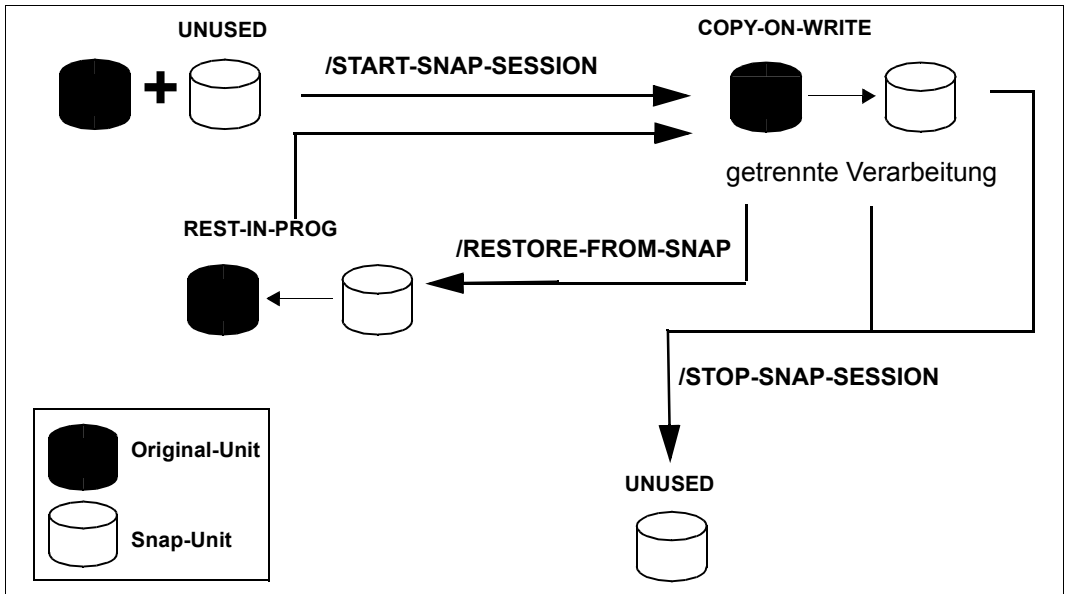 UNUSED
COPY-ON-WRITE
/START-SNAP-SESSION
getrennte Verarbeitung
REST-IN-PROG
/RESTORE-FROM-SNAP
/STOP-SNAP-SESSION
Original-Unit
UNUSED
Snap-Unit